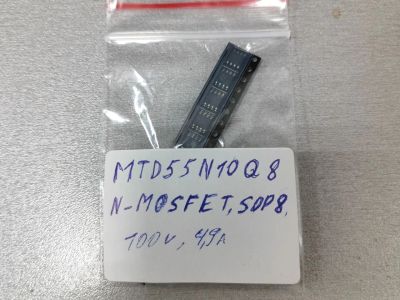 MTD55N10Q8
N-MOSFET, SOP8,
100V, 4,9A